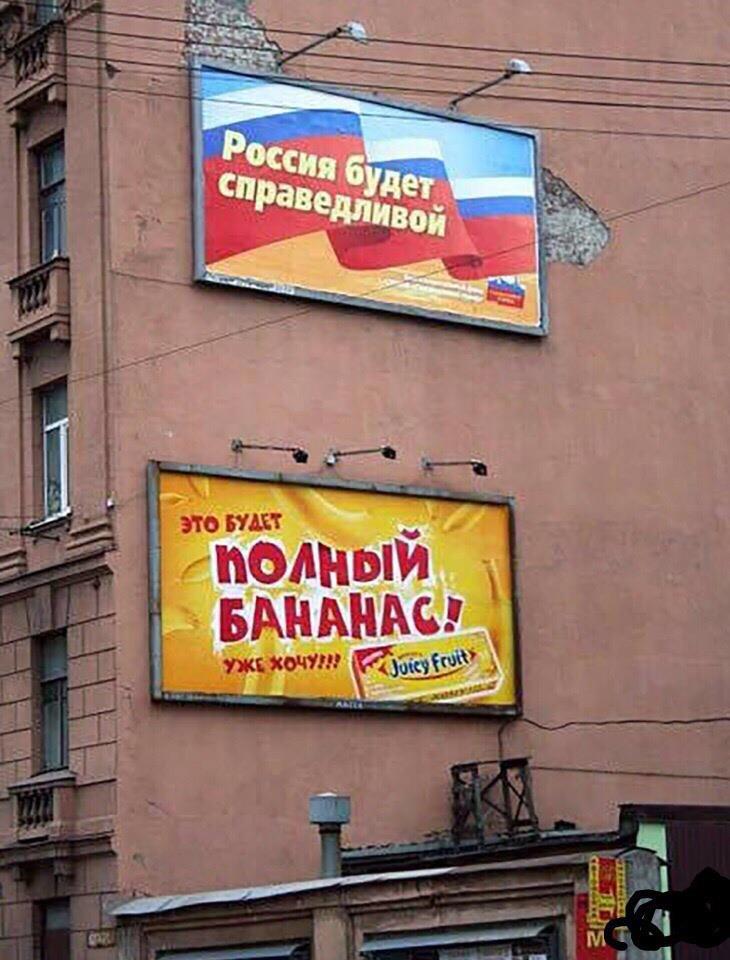 Россия будет
справедливой
ЭТО БУДЕТ
ПОЛНЫЙ
БАНАНАС!
УЖЕ ХОЧУ!!!
Juicy Fruit